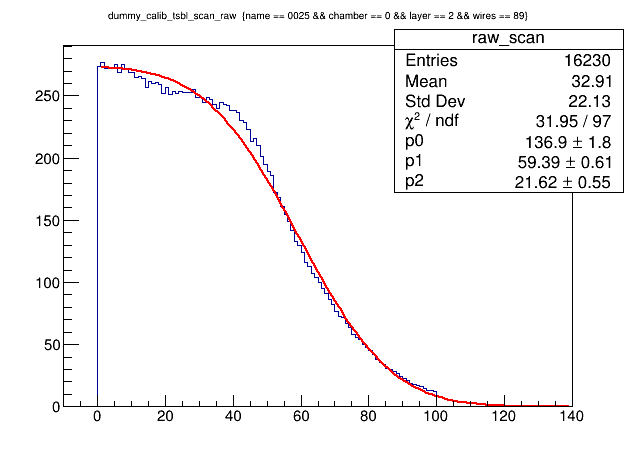 dummy_calib_tsbl_scan_raw {name == 0025 && chamber == 0 && layer == 2 && wires == 89}
raw_scan
Entries 16230
Mean 32.91
Std Dev 22.13
χ² / ndf 31.95 / 97
p0 136.9 ± 1.8
p1 59.39 ± 0.61
p2 21.62 ± 0.55
250
200
150
100
50
0
0 20 40 60 80 100 120 140